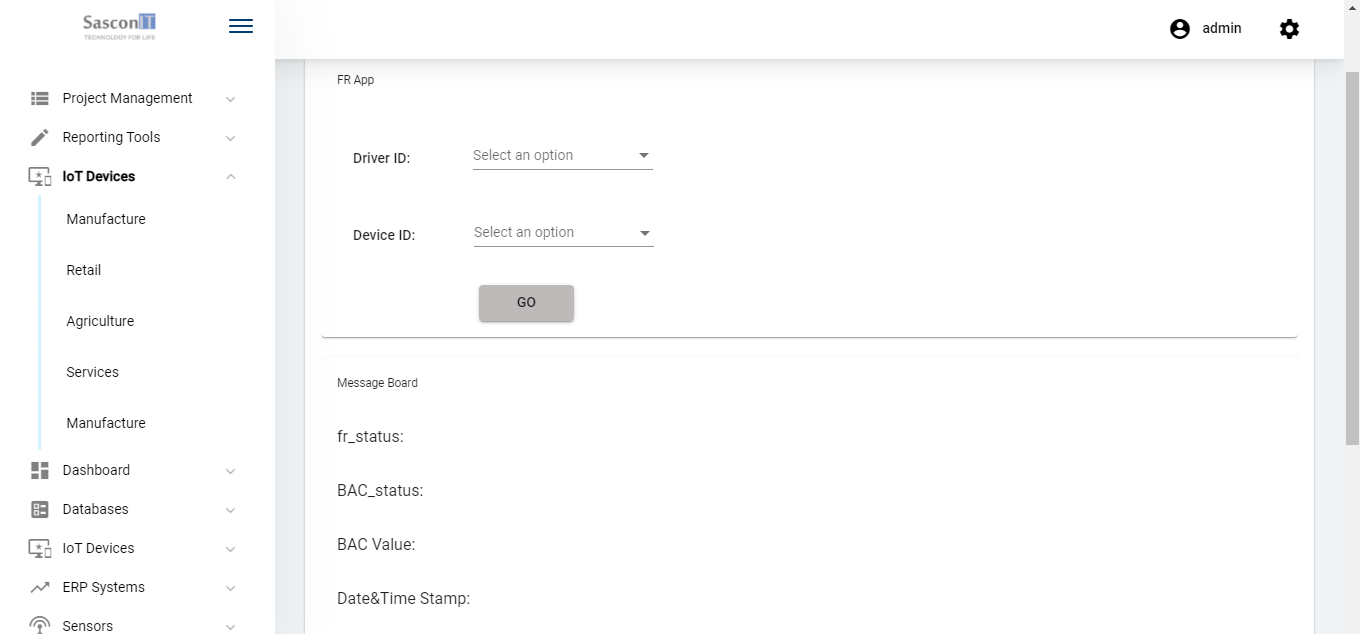 SasconIT
TECHNOLOGY FOR LIFE
admin
Project Management
Reporting Tools
IoT Devices
Manufacture
Retail
Agriculture
Services
Manufacture
Dashboard
Databases
IoT Devices
ERP Systems
Sensors
FR App
Driver ID:
Select an option
Device ID:
Select an option
GO
Message Board
fr_status:
BAC_status:
BAC Value:
Date&Time Stamp: